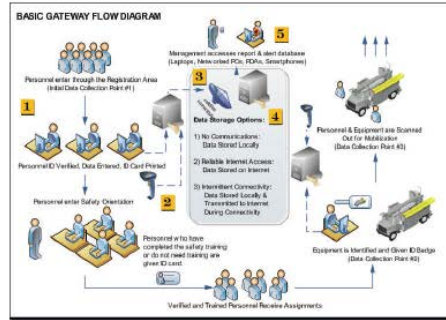 BASIC GATEWAY FLOW DIAGRAM
Personnel enter through the Registration Area
(Initial Data Collection Point #1)
1
Personnel ID Verified, Data Entered, ID Card Printed
Personnel enter Safety Orientation
2
Personnel who have
completed the safety training
or do not need training are
given ID card
Verified and Trained Personnel Receive Assignments
5
Management accesses report & alert database
(Laptops, Networked PCs, PDAs, Smartphones)
3
4
Data Storage Options:
1) No Communications:
Data Stored Locally
2) Reliable Internet Access:
Data Stored on Internet
3) Intermittent Connectivity:
Data Stored Locally &
Transmitted to Internet
During Connectivity
Personnel & Equipment are Scanned
Out for Mobilization
(Data Collection Point #3)
Equipment is Identified and Given ID Badge
(Data Collection Point #2)